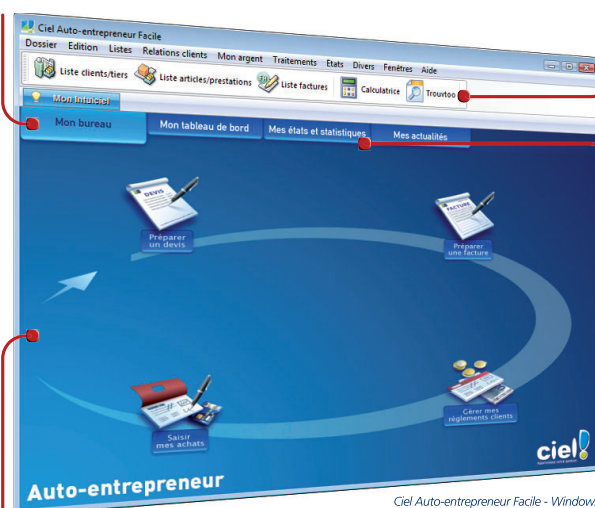 Ciel Auto-entrepreneur Facile
Dossier Edition Listes Relations clients Mon argent Traitements Etats Divers Fenêtres Aide
Liste clients/tiers Liste articles/prestations Liste factures Calculatrice Trouvtoo
Mon Intuiciel
Mon bureau Mon tableau de bord Mes états et statistiques Mes actualités
DEVIS
Préparer
un devis
FACTURE
Préparer
une facture
Saisir
mes achats
Gérer mes
règlements clients
ciel!
Auto-entrepreneur
Ciel Auto-entrepreneur Facile - Windows